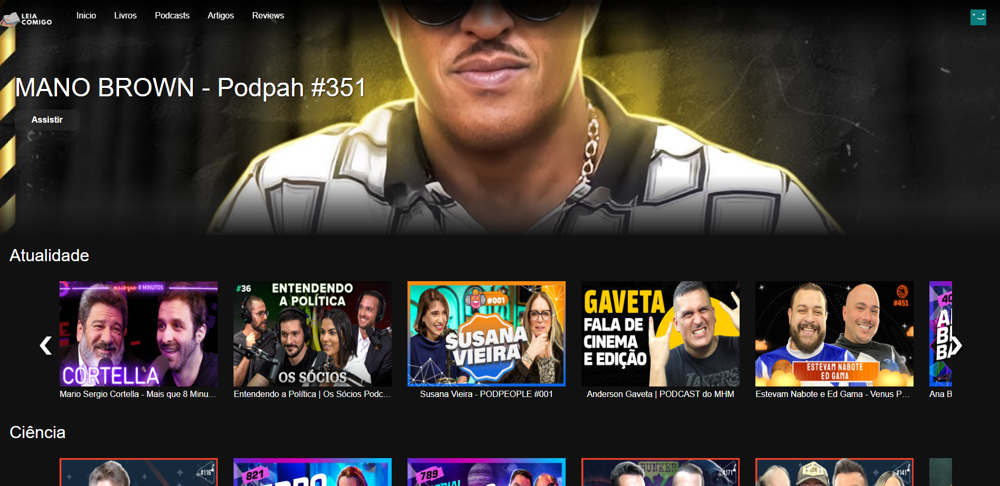 LEIA
COMIGO
Inicio
Livros
Podcasts
Artigos
Reviews
MANO BROWN - Podpah #351
Assistir
Atualidade
mais que 8 MINUTOS
CORTELLA
#36
ENTENDENDO
A POLÍTICA
OS SÓCIOS
#001
SUSANA
VIEIRA
GAVETA
FALA DE
CINEMA
E EDIÇÃO
#451
ESTEVAM NABOTE
ED GAMA
40
Mario Sergio Cortella - Mais que 8 Minu...
Entendendo a Política | Os Sócios Podc...
Susana Vieira - PODPEOPLE #001
Anderson Gaveta | PODCAST do MHM
Estevam Nabote e Ed Gama - Venus P...
Ana B
Ciência
#116
821
789
BUNKER
#171
#141